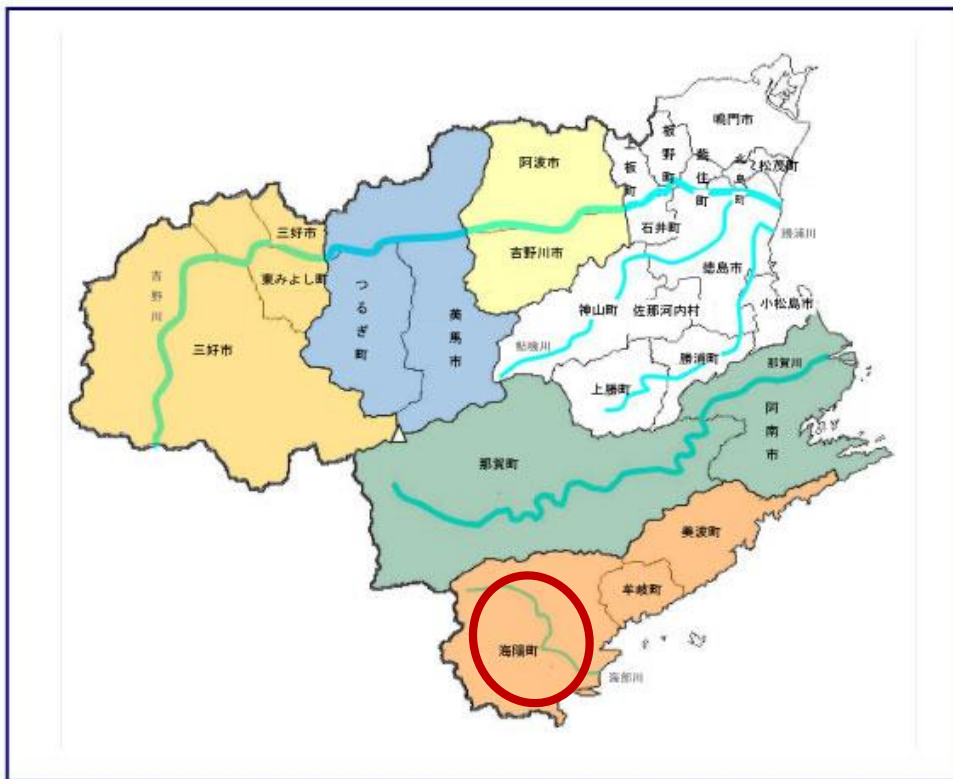 鳴門市
板野町
上板町
藍住町
北島町
松茂町
阿波市
石井町
勝浦川
三好市
吉野川市
徳島市
東みよし町
吉野川
つるぎ町
美馬市
神山町
佐那河内村
小松島市
三好市
鮎喰川
勝浦町
那賀川
上勝町
阿南市
那賀町
美波町
牟岐町
海陽町
海部川